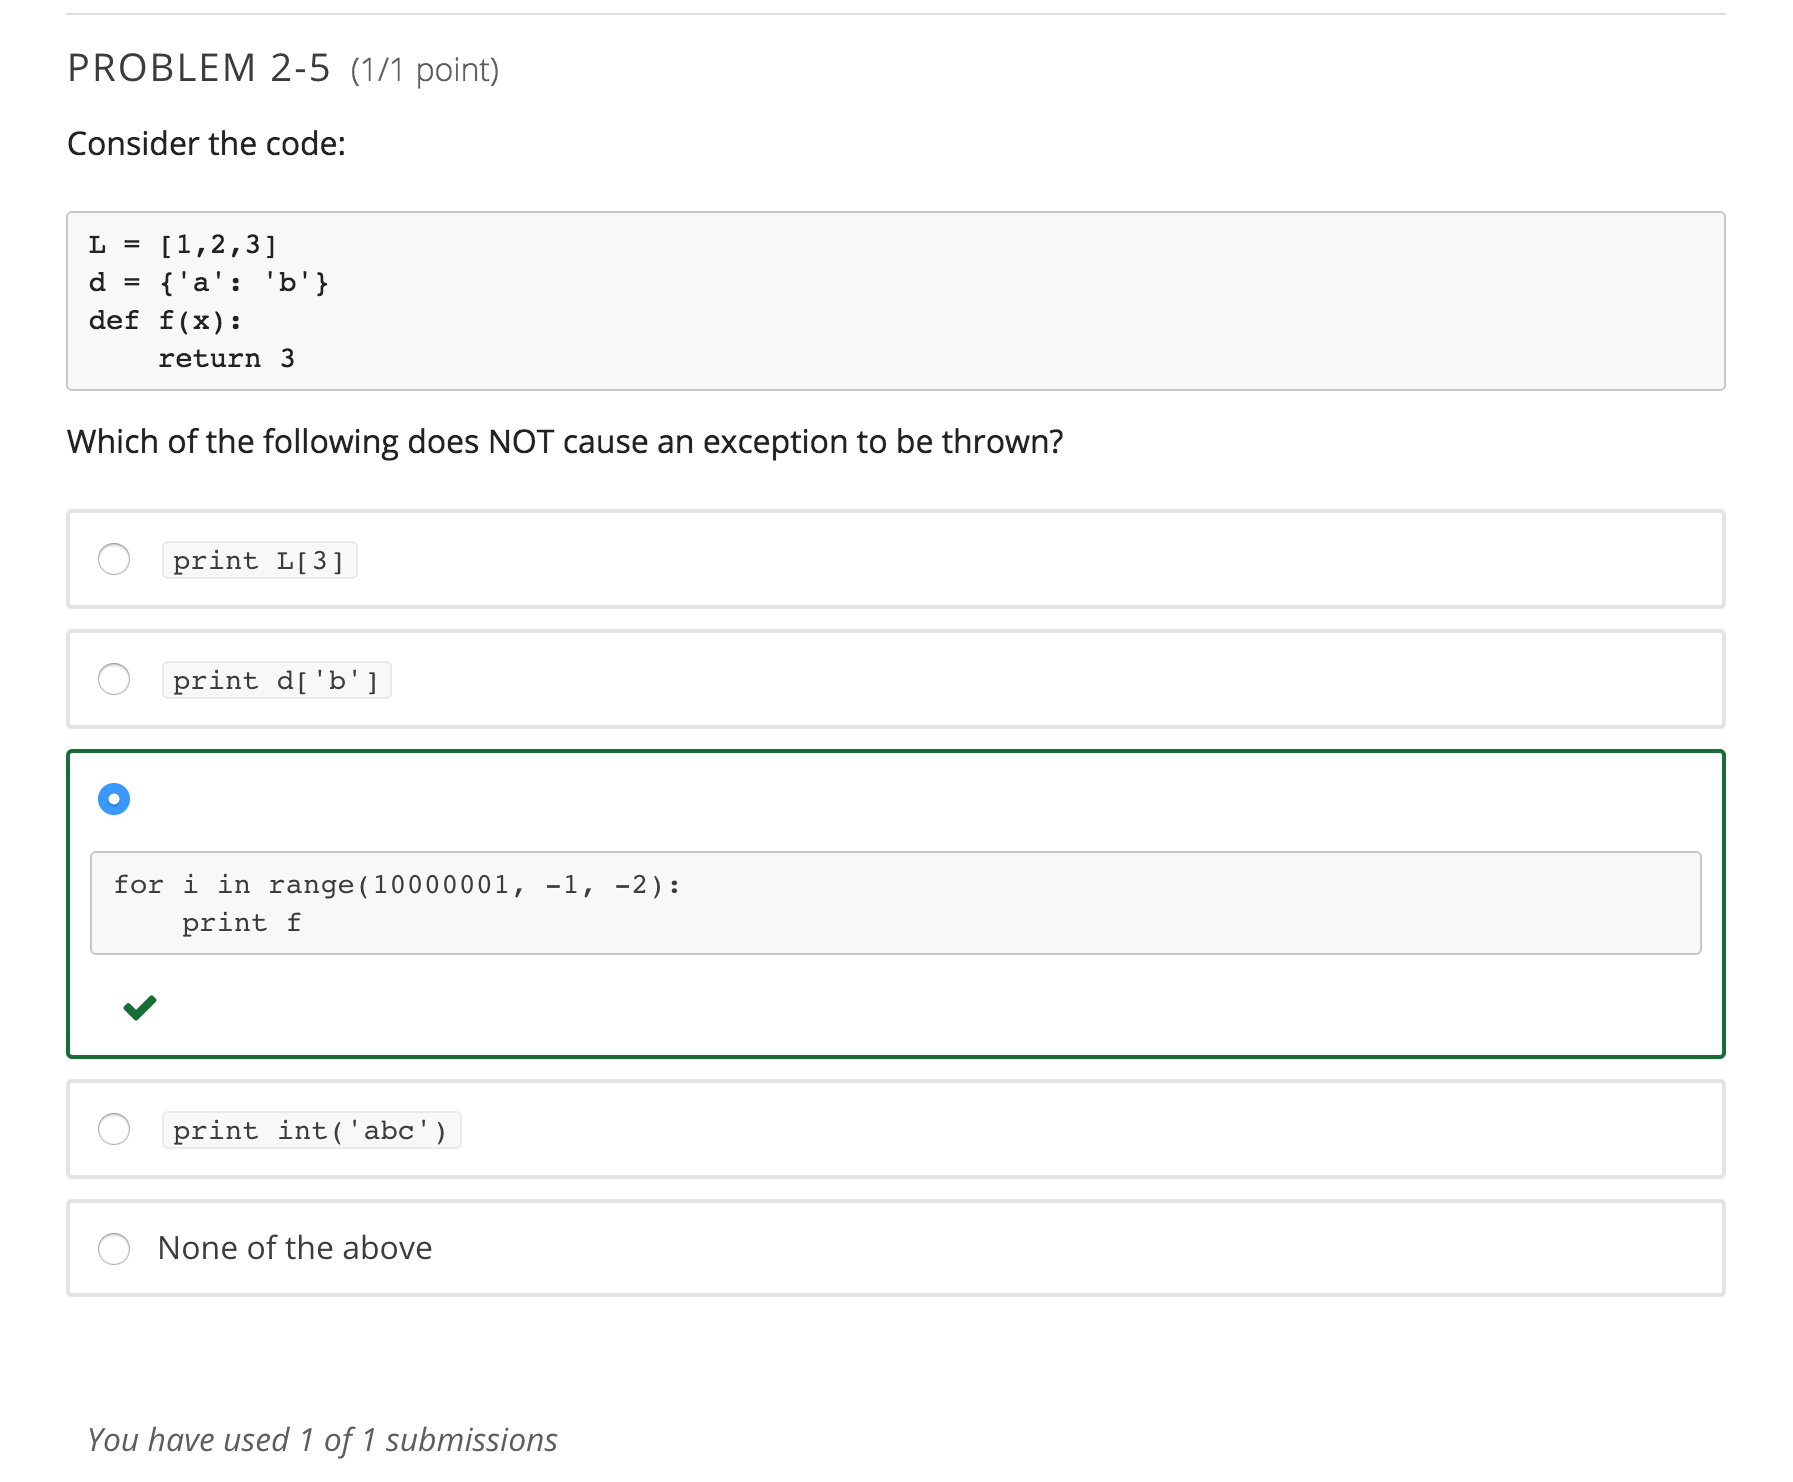 PROBLEM 2-5 (1/1 point)
Consider the code:
L = [1,2,3]
d = {'a': 'b'}
def f(x):
    return 3
Which of the following does NOT cause an exception to be thrown?
print L[3]
print d['b']
for i in range(10000001, -1, -2):
    print f
print int('abc')
None of the above
You have used 1 of 1 submissions